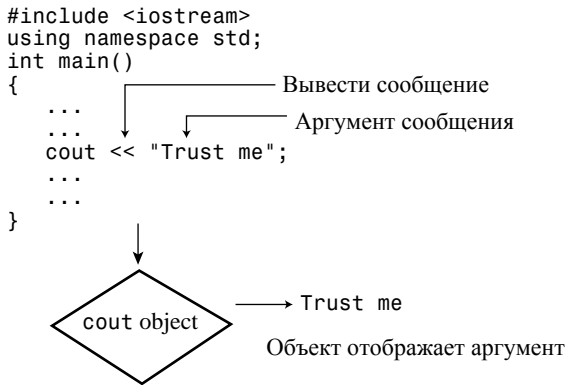 #include <iostream>
using namespace std;
int main()
{
Вывести сообщение
...
...
Аргумент сообщения
cout << "Trust me";
...
...
}
cout object
Trust me
Объект отображает аргумент